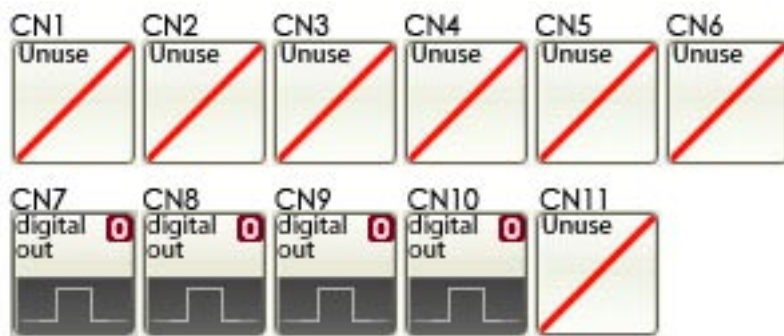 CN1 CN2 CN3 CN4 CN5 CN6
Unuse Unuse Unuse Unuse Unuse Unuse
CN7 CN8 CN9 CN10 CN11
digital 0 digital 0 digital 0 digital 0 Unuse
out out out out